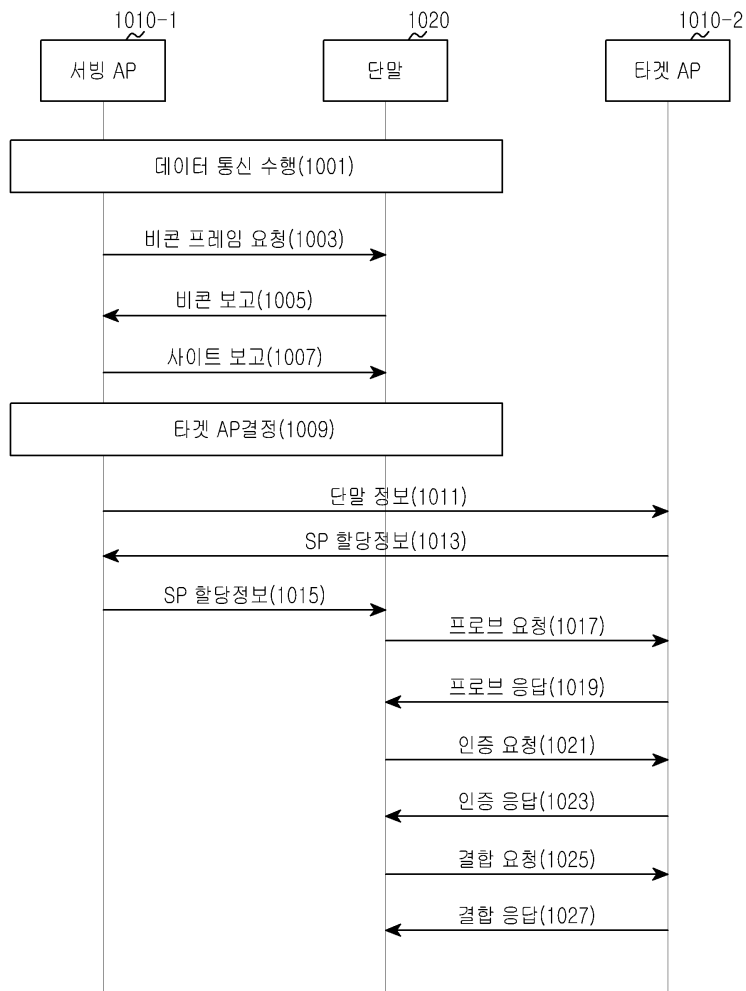 1010-1
1020
1010-2
서빙 AP
단말
타겟 AP
데이터 통신 수행(1001)
비콘 프레임 요청(1003)
비콘 보고(1005)
사이트 보고(1007)
타겟 AP결정(1009)
단말 정보(1011)
SP 할당정보(1013)
SP 할당정보(1015)
프로브 요청(1017)
프로브 응답(1019)
인증 요청(1021)
인증 응답(1023)
결합 요청(1025)
결합 응답(1027)